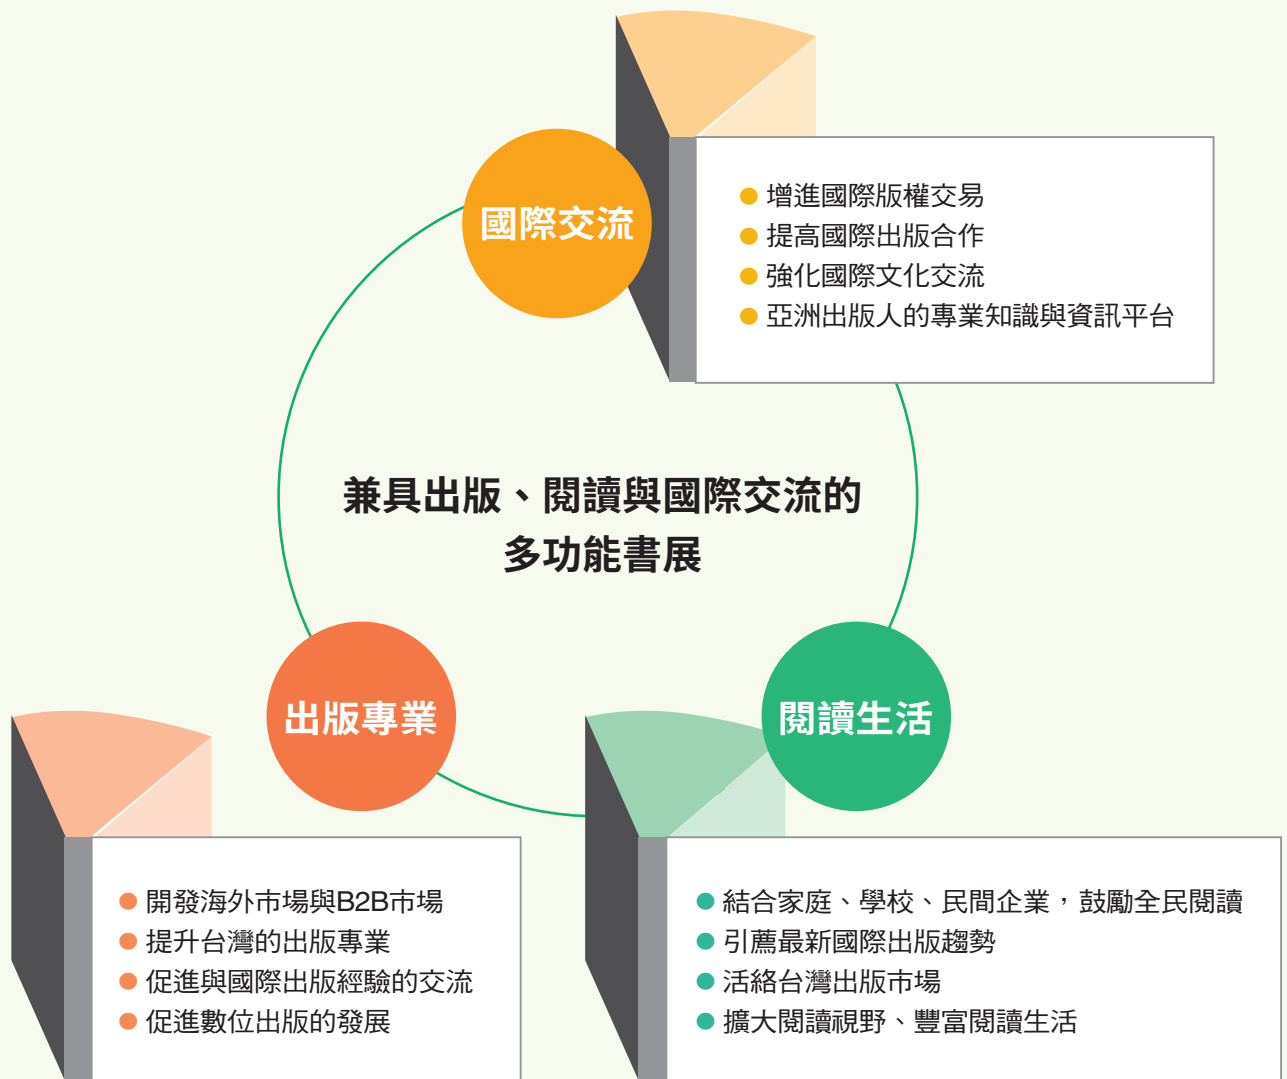 國際交流
● 增進國際版權交易
● 提高國際出版合作
● 強化國際文化交流
● 亞洲出版人的專業知識與資訊平台
兼具出版、閱讀與國際交流的
多功能書展
出版專業
● 開發海外市場與B2B市場
● 提升台灣的出版專業
● 促進與國際出版經驗的交流
● 促進數位出版的發展
閱讀生活
● 結合家庭、學校、民間企業，鼓勵全民閱讀
● 引薦最新國際出版趨勢
● 活絡台灣出版市場
● 擴大閱讀視野、豐富閱讀生活